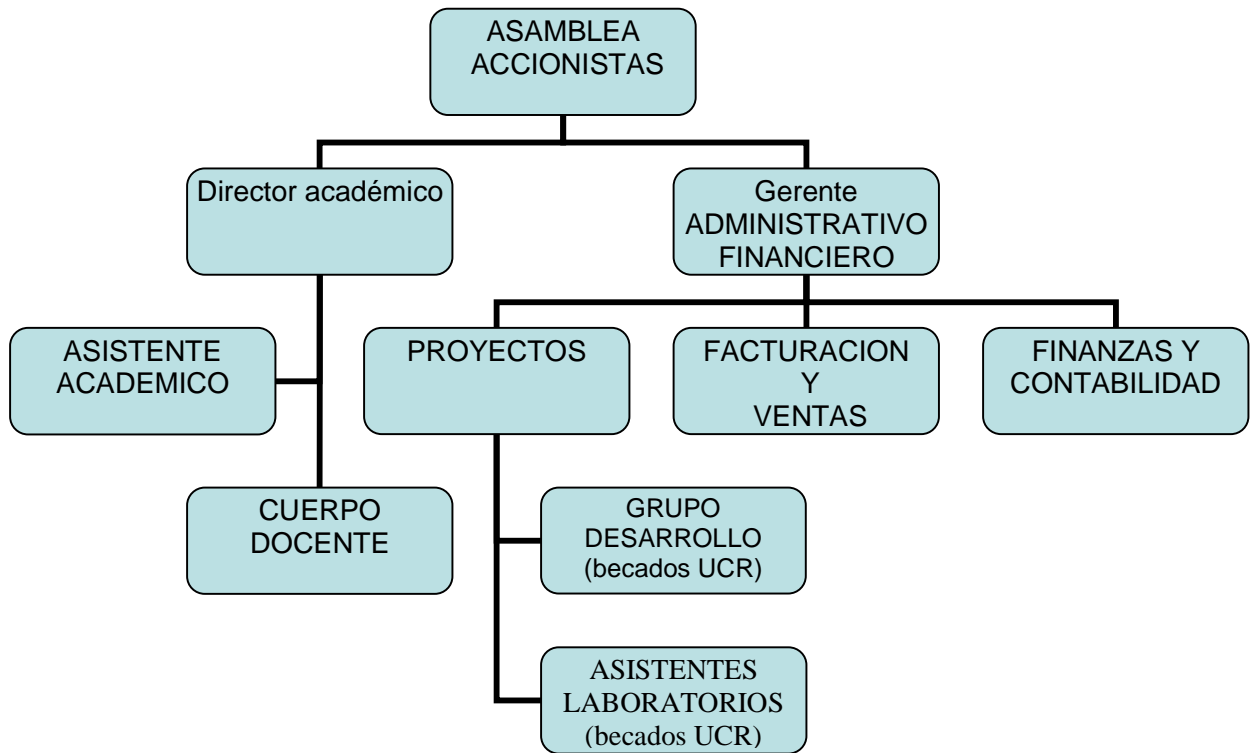 ASAMBLEA
ACCIONISTAS
Director académico
Gerente
ADMINISTRATIVO
FINANCIERO
ASISTENTE
ACADEMICO
PROYECTOS
FACTURACION
Y
VENTAS
FINANZAS Y
CONTABILIDAD
CUERPO
DOCENTE
GRUPO
DESARROLLO
(becados UCR)
ASISTENTES
LABORATORIOS
(becados UCR)